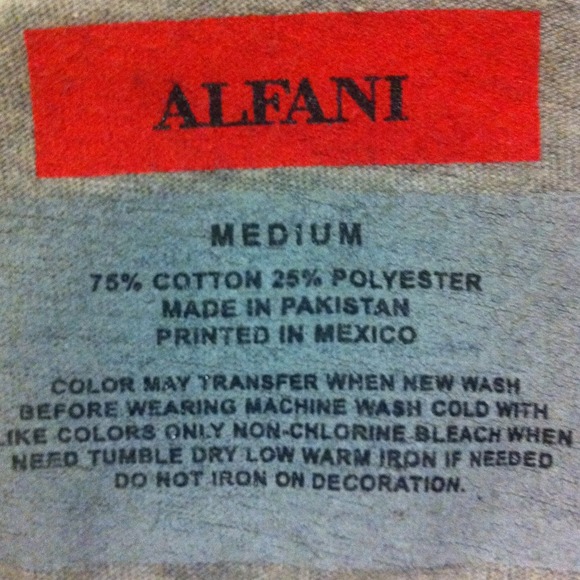 ALFANI
MEDIUM
75% COTTON 25% POLYESTER
MADE IN PAKISTAN
PRINTED IN MEXICO
COLOR MAY TRANSFER WHEN NEW WASH
BEFORE WEARING MACHINE WASH COLD WITH
LIKE COLORS ONLY NON-CHLORINE BLEACH WHEN
NEED TUMBLE DRY LOW WARM IRON IF NEEDED
DO NOT IRON ON DECORATION.